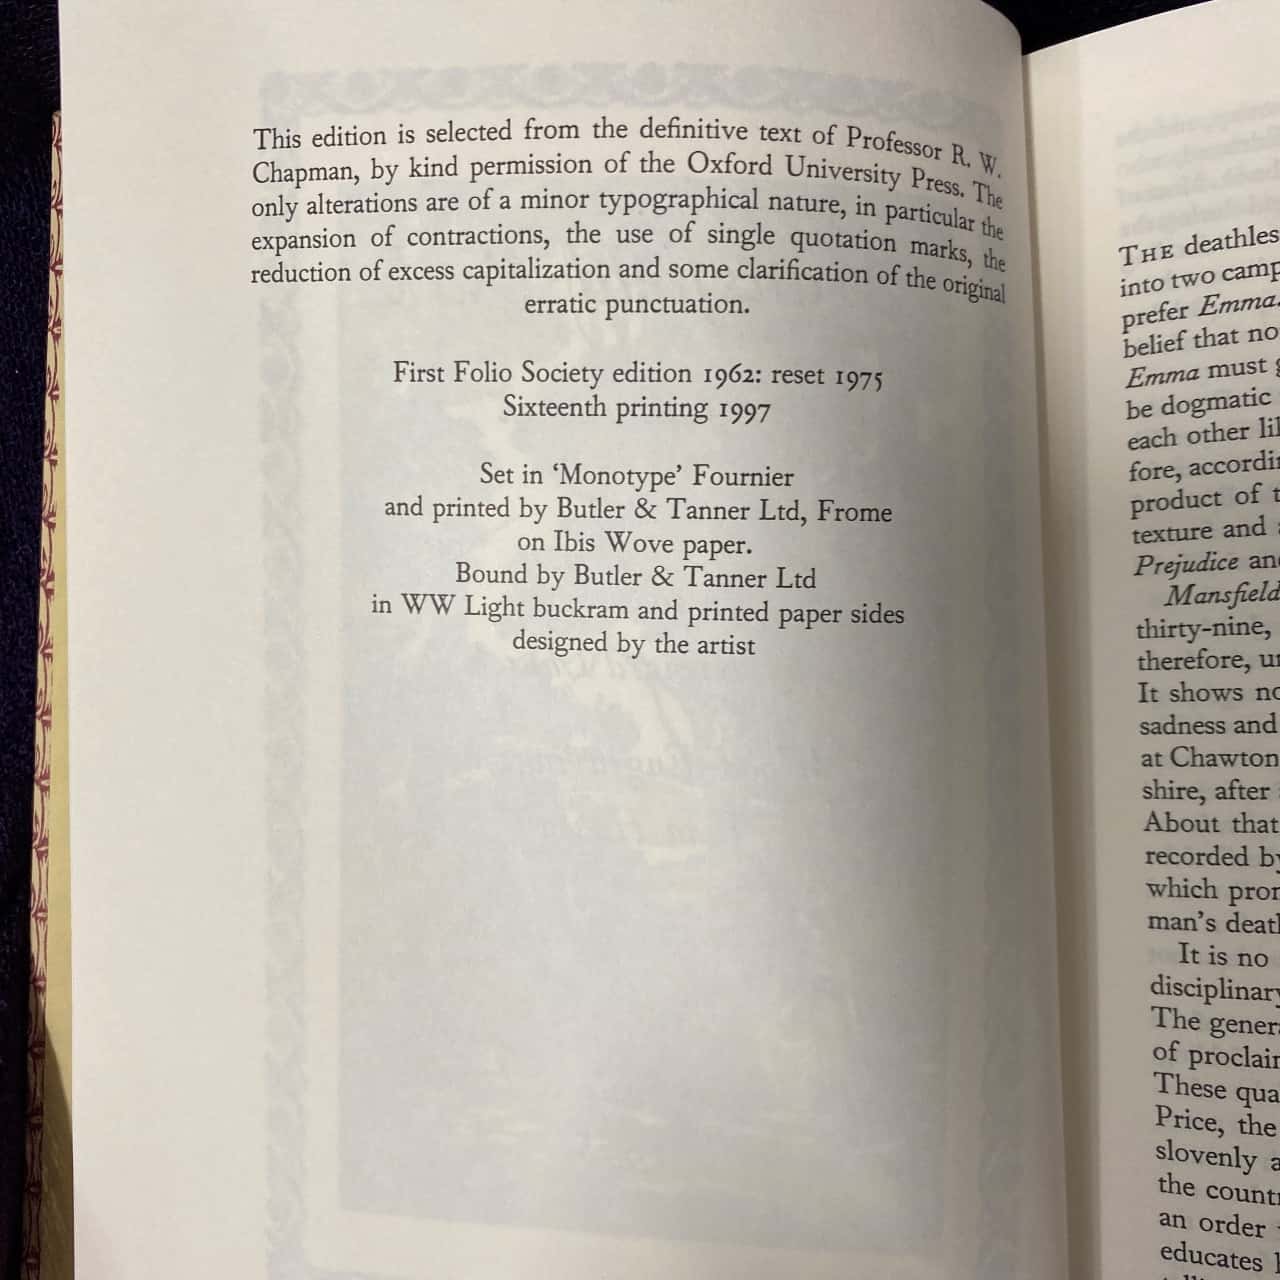 This edition is selected from the definitive text of Professor R. W.
Chapman, by kind permission of the Oxford University Press. The
only alterations are of a minor typographical nature, in particular the
expansion of contractions, the use of single quotation marks, the
reduction of excess capitalization and some clarification of the original
erratic punctuation.
First Folio Society edition 1962: reset 1975
Sixteenth printing 1997
Set in ‘Monotype’ Fournier
and printed by Butler & Tanner Ltd, Frome
on Ibis Wove paper.
Bound by Butler & Tanner Ltd
in WW Light buckram and printed paper sides
designed by the artist
THE
into two
prefer Emma.
belief that no
Emma must
be dogmatic
each other
fore,
product of
texture and
Prejudice
Mansfield
thirty-nine,
therefore,
It shows
sadness and
at Chawton
shire, after
About that
recorded
which
man's
It is no
The
of
These
Price, the
slovenly
the
an order
educates